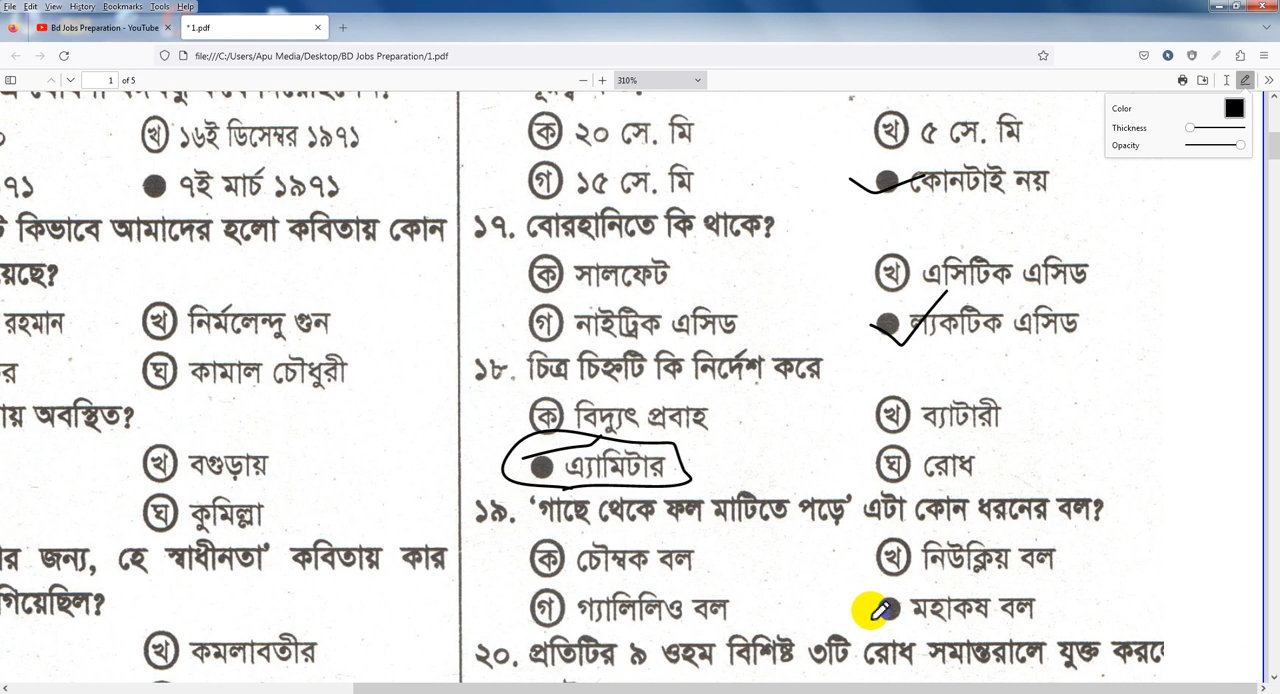 File Edit View History Bookmarks Tools Help
Bd Jobs Preparation - YouTube
* 1.pdf
file:///C:/Users/Apu Media/Desktop/BD Jobs Preparation/1.pdf
1 of 5
310%
Color
Thickness
Opacity
খ ১৬ই ডিসেম্বর ১৯৭১
৭১
৭ই মার্চ ১৯৭১
কিভাবে আমাদের হলো কবিতায় কোন
য়েছে?
রহমান
খ নির্মলেন্দু গুন
র
ঘ কামাল চৌধুরী
য় অবস্থিত?
খ বগুড়ায়
ঘ কুমিল্লা
র জন্য, হে স্বাধীনতা’ কবিতায় কার
গিয়েছিল?
খ কমলাবতীর
ক ২০ সে. মি
খ ৫ সে. মি
গ ১৫ সে. মি
কোনটাই নয়
১৭. বোরহানিতে কি থাকে?
ক সালফেট
খ এসিটিক এসিড
গ নাইট্রিক এসিড
ল্যকটিক এসিড
১৮. চিত্র চিহ্নটি কি নির্দেশ করে
ক বিদ্যুৎ প্রবাহ
খ ব্যাটারী
এ্যামিটার
ঘ রোধ
১৯. ‘গাছে থেকে ফল মাটিতে পড়ে’ এটা কোন ধরনের বল?
ক চৌম্বক বল
খ নিউক্লিয় বল
গ গ্যালিলিও বল
মহাকষ বল
২০. প্রতিটির ৯ ওহম বিশিষ্ট ৩টি রোধ সমান্তরালে যুক্ত করলে